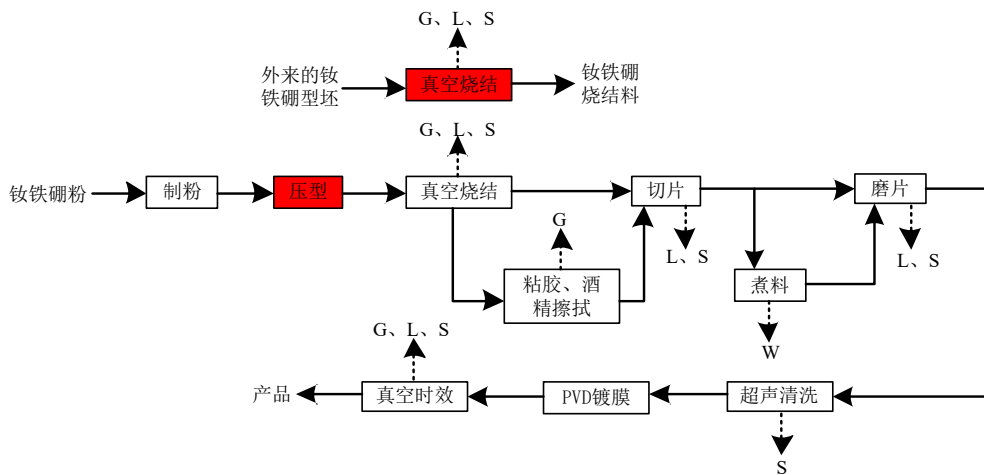 G、L、S
外来的钕
铁硼型坯
真空烧结
钕铁硼
烧结料
G、L、S
钕铁硼粉
制粉
压型
真空烧结
切片
磨片
G
L、S
L、S
粘胶、酒
精擦拭
煮料
G、L、S
W
产品
真空时效
PVD镀膜
超声清洗
S